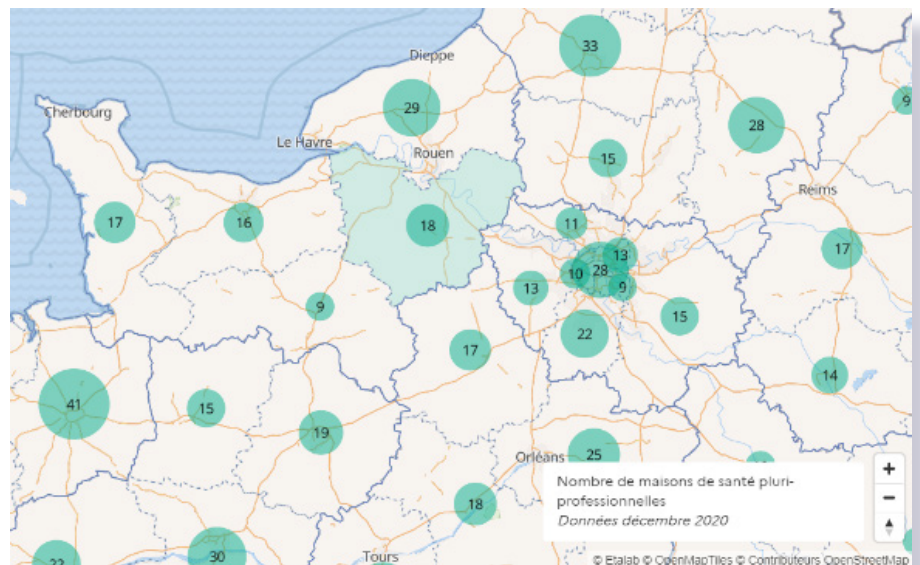 33
Dieppe
29
28
9
Cherbourg
Le Havre
Rouen
15
Reims
17
16
18
11
17
13
28
10
13
9
9
15
22
17
14
41
15
19
25
Orléans
18
Nombre de maisons de santé pluri-
professionnelles
Données décembre 2020
+
−
30
Tours
© Etalab © OpenMapTiles © Contributeurs OpenStreetMap